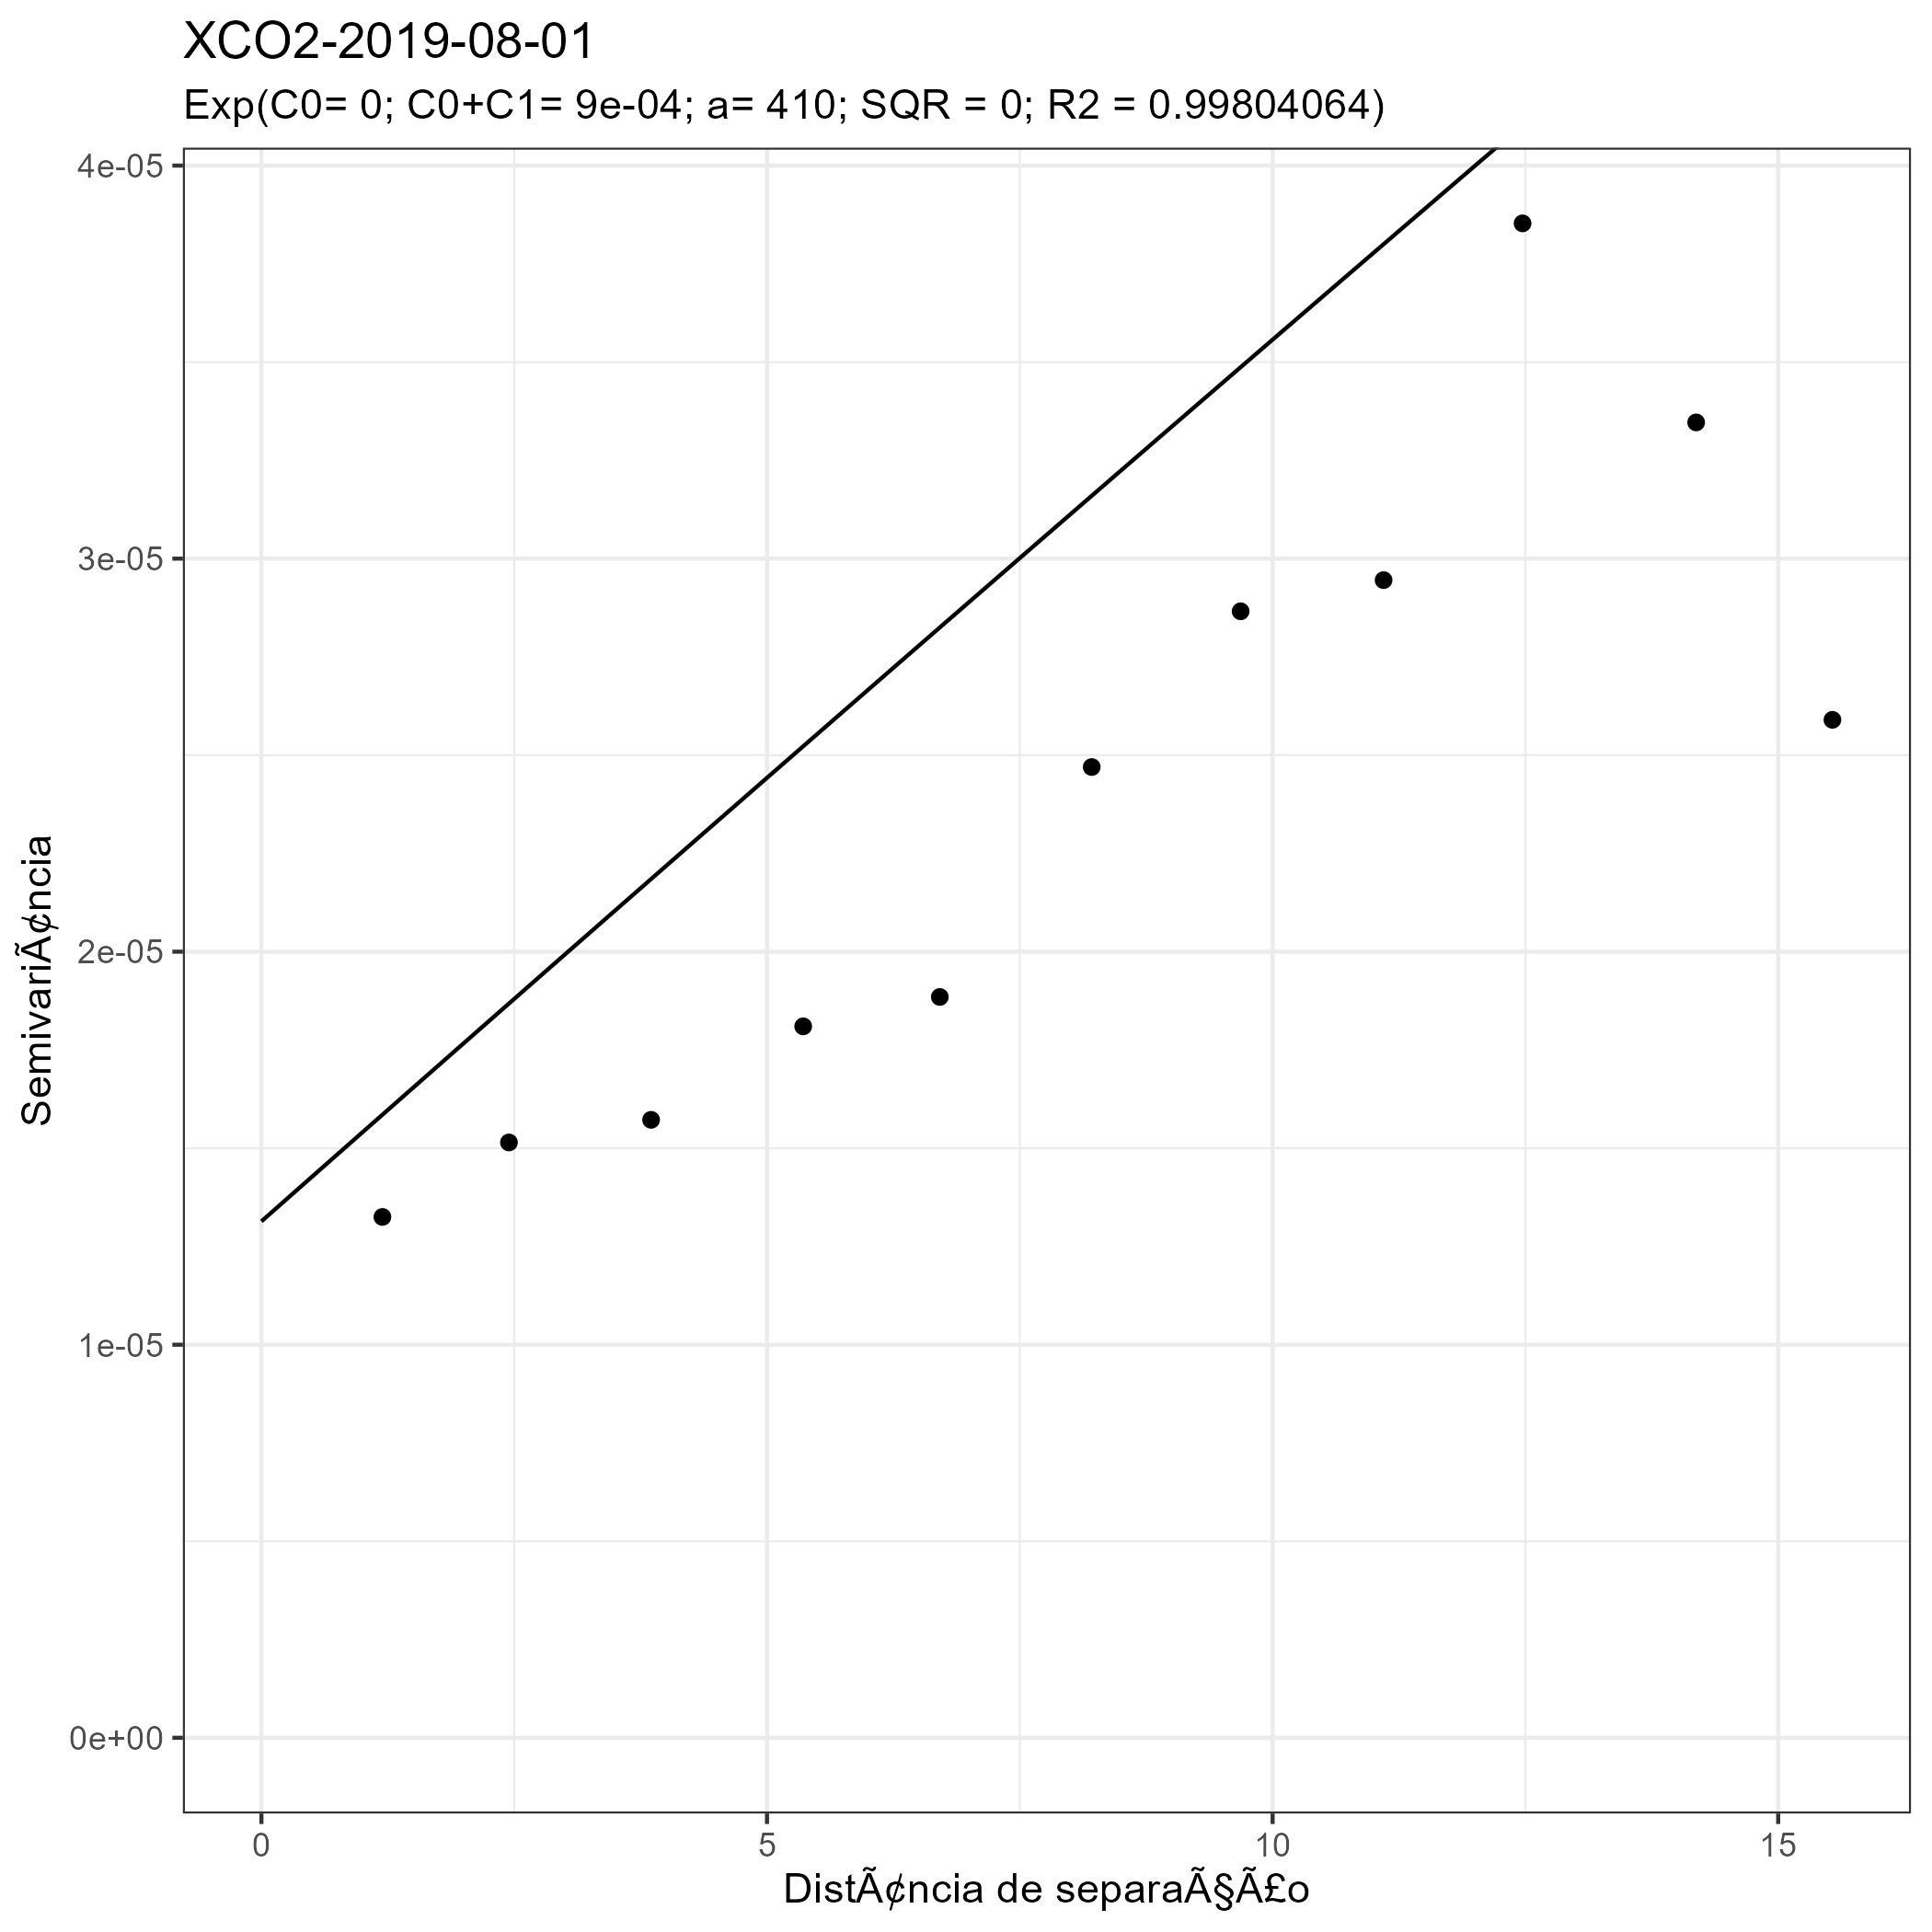 XCO2-2019-08-01
Exp(C0= 0; C0+C1= 9e-04; a= 410; SQR = 0; R2 = 0.99804064)
4e-05
3e-05
2e-05
1e-05
0e+00
SemivariÃ¢ncia
0 5 10 15
DistÃ¢ncia de separaÃ§Ã£o